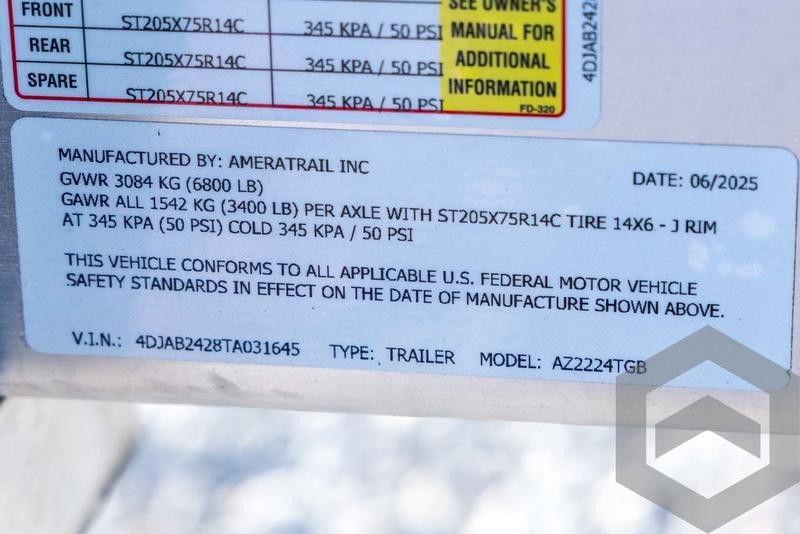 FRONT ST205X75R14C 345 KPA / 50 PSI
REAR ST205X75R14C 345 KPA / 50 PSI
SPARE ST205X75R14C 345 KPA / 50 PSI
SEE OWNER'S
MANUAL FOR
ADDITIONAL
INFORMATION
FD-320
4DJAB242
MANUFACTURED BY: AMERATRAIL INC
DATE: 06/2025
GVWR 3084 KG (6800 LB)
GAWR ALL 1542 KG (3400 LB) PER AXLE WITH ST205X75R14C TIRE 14X6 - J RIM
AT 345 KPA (50 PSI) COLD 345 KPA / 50 PSI
THIS VEHICLE CONFORMS TO ALL APPLICABLE U.S. FEDERAL MOTOR VEHICLE
SAFETY STANDARDS IN EFFECT ON THE DATE OF MANUFACTURE SHOWN ABOVE.
V.I.N.: 4DJAB2428TA031645 TYPE: TRAILER MODEL: AZ2224TGB